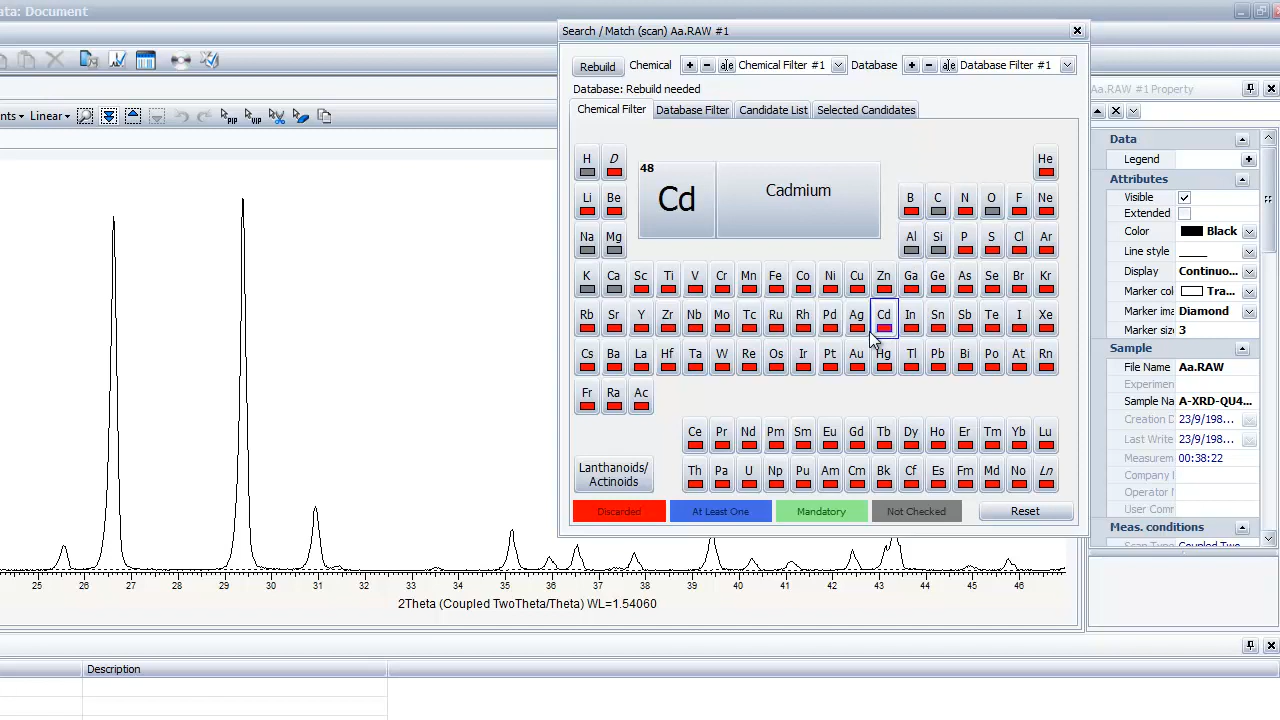 ata: Document
Search / Match (scan) Aa.RAW #1
Rebuild Chemical Chemical Filter #1 Database Database Filter #1
Database: Rebuild needed
Chemical Filter Database Filter Candidate List Selected Candidates
nts Linear
H D He
48
Cd Cadmium
Li Be B C N O F Ne
Na Mg Al Si P S Cl Ar
K Ca Sc Ti V Cr Mn Fe Co Ni Cu Zn Ga Ge As Se Br Kr
Rb Sr Y Zr Nb Mo Tc Ru Rh Pd Ag Cd In Sn Sb Te I Xe
Cs Ba La Hf Ta W Re Os Ir Pt Au Hg Tl Pb Bi Po At Rn
Fr Ra Ac
Ce Pr Nd Pm Sm Eu Gd Tb Dy Ho Er Tm Yb Lu
Lanthanoids/
Actinoids
Th Pa U Np Pu Am Cm Bk Cf Es Fm Md No Ln
Discarded At Least One Mandatory Not Checked Reset
Aa.RAW #1 Property
Data
Legend
Attributes
Visible
Extended
Color Black
Line style
Display Continuo...
Marker col Tra...
Marker ima Diamond
Marker size 3
Sample
File Name Aa.RAW
Experimen
Sample Na A-XRD-QU4...
Creation D 23/9/198...
Last Write 23/9/198...
Measurem 00:38:22
Company N
Operator N
User Comm
Meas. conditions
Scan Type Coupled Two
25 26 27 28 29 30 31 32 33 34 35 36 37 38 39 40 41 42 43 44 45 46
2Theta (Coupled TwoTheta/Theta) WL=1.54060
Description